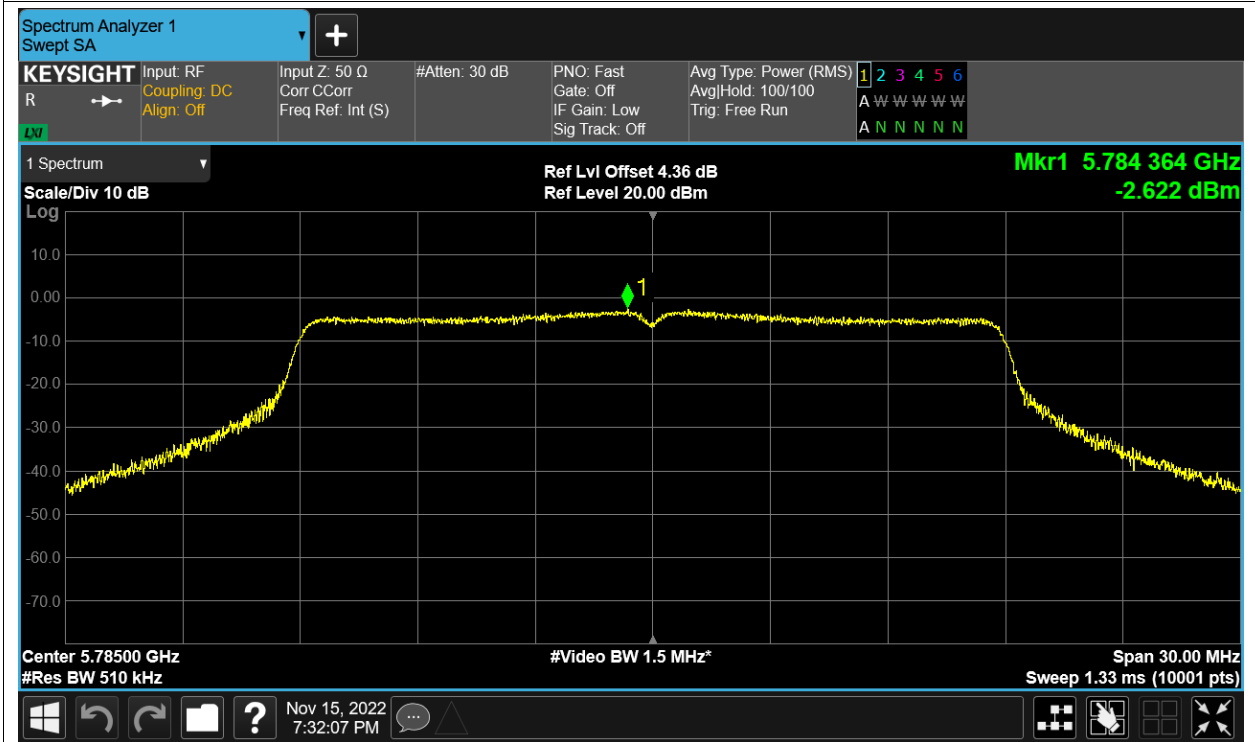 Spectrum Analyzer 1
Swept SA
+
KEYSIGHT
R
LXI
Input: RF
Coupling: DC
Align: Off
Input Z: 50 Ω
Corr CCorr
Freq Ref: Int (S)
#Atten: 30 dB
PNO: Fast
Gate: Off
IF Gain: Low
Sig Track: Off
Avg Type: Power (RMS)
Avg|Hold: 100/100
Trig: Free Run
1 2 3 4 5 6
A W W W W W
A N N N N N
1 Spectrum
Scale/Div 10 dB
Log
Ref Lvl Offset 4.36 dB
Ref Level 20.00 dBm
Mkr1 5.784 364 GHz
-2.622 dBm
10.0
0.00
1
-10.0
-20.0
-30.0
-40.0
-50.0
-60.0
-70.0
Center 5.78500 GHz
#Res BW 510 kHz
#Video BW 1.5 MHz*
Span 30.00 MHz
Sweep 1.33 ms (10001 pts)
?
Nov 15, 2022
7:32:07 PM